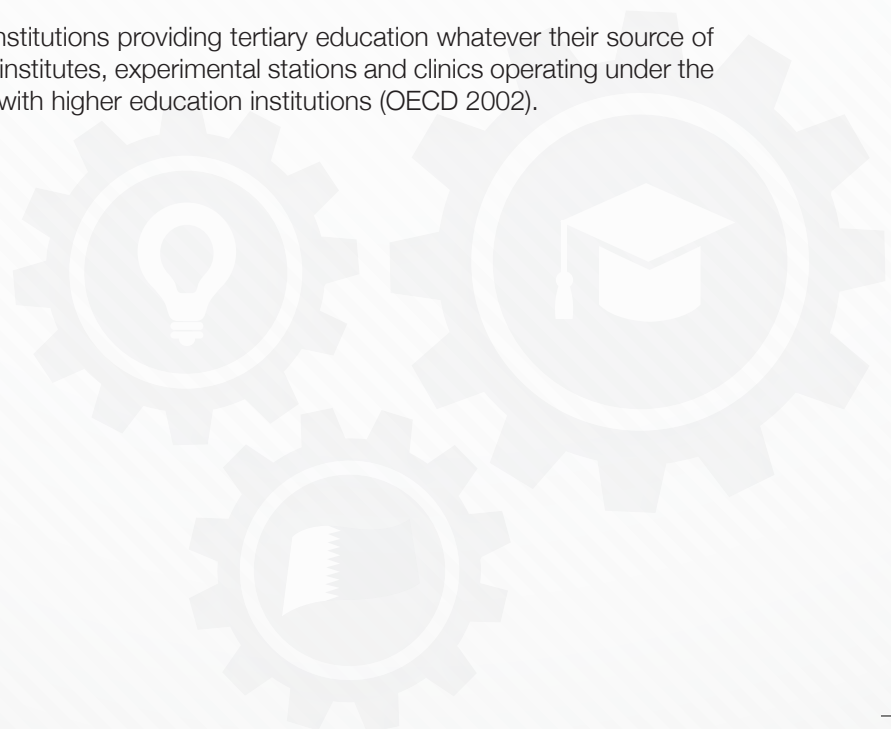 nstitutions providing tertiary education whatever their source of
institutes, experimental stations and clinics operating under the
with higher education institutions (OECD 2002).